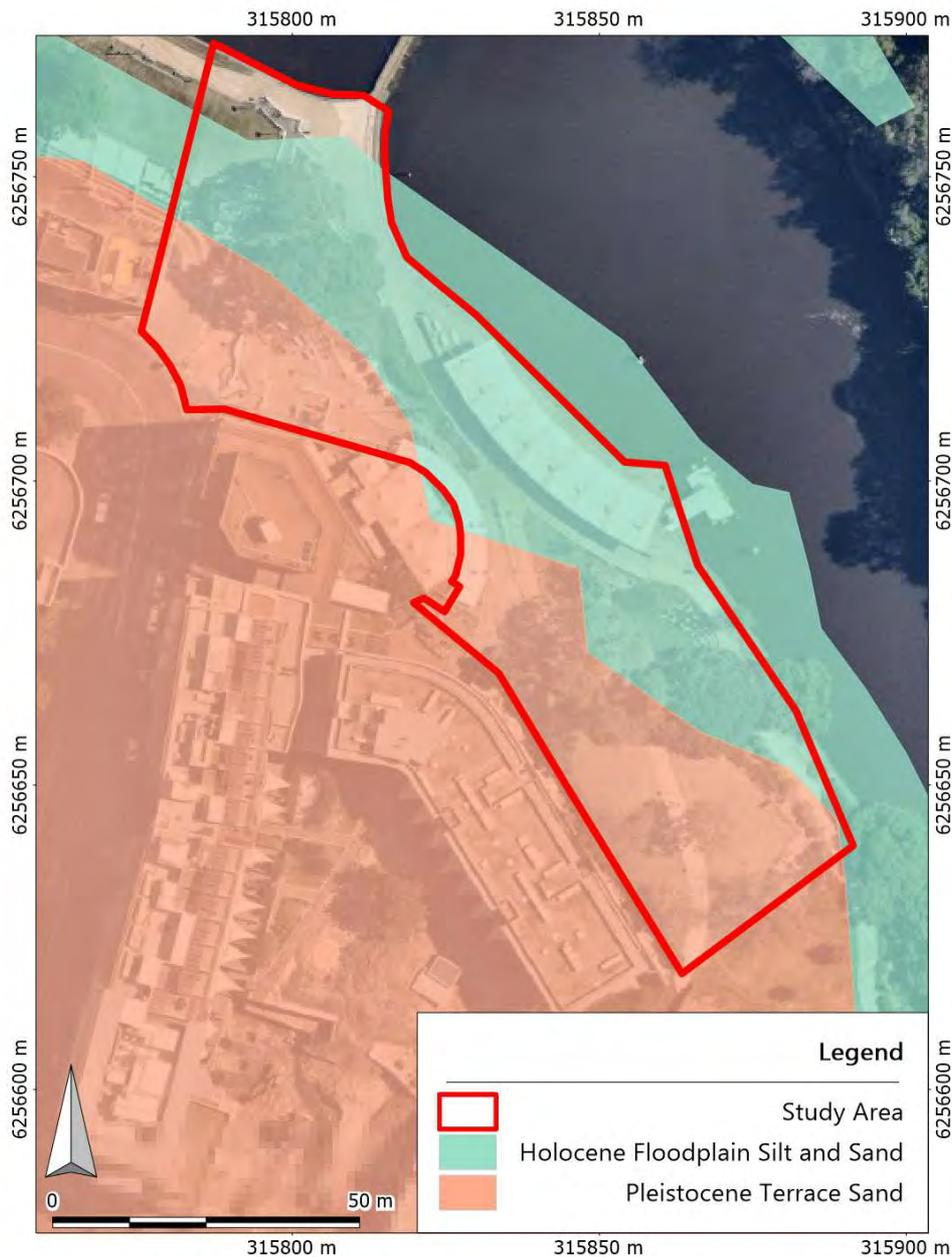 315800 m
315850 m
315900 m
6256750 m
6256750 m
6256700 m
6256700 m
6256650 m
6256650 m
6256600 m
6256600 m
Legend
Study Area
Holocene Floodplain Silt and Sand
Pleistocene Terrace Sand
0 50 m
315800 m
315850 m
315900 m